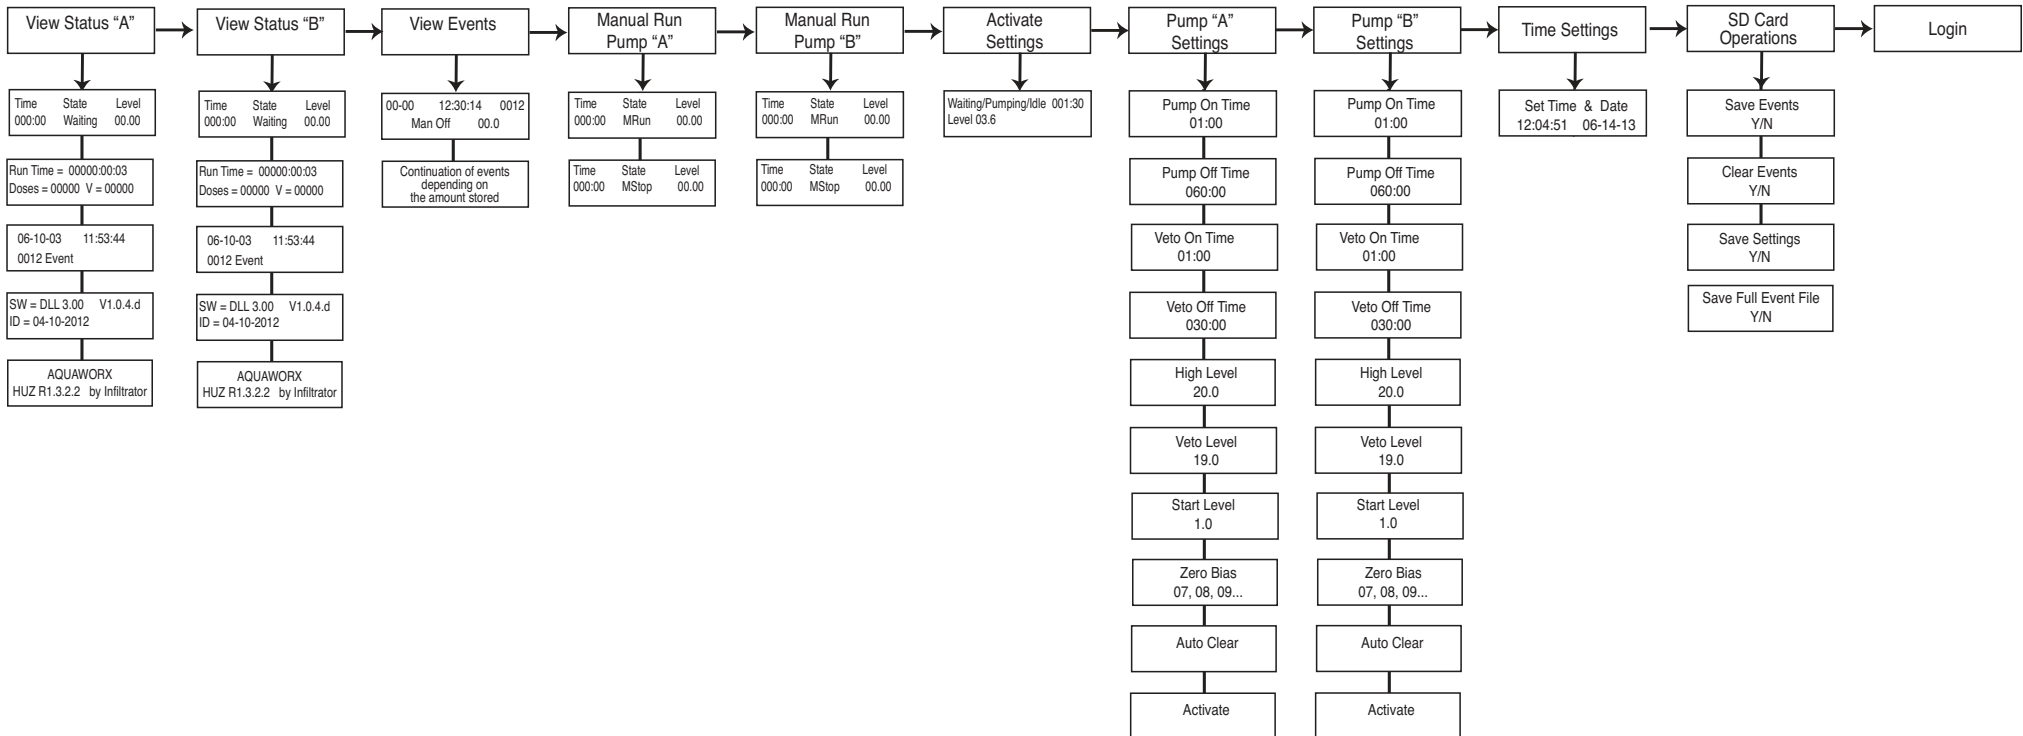 View Status “A”
Time State Level
000:00 Waiting 00.00
Run Time = 00000:00:03
Doses = 00000 V = 00000
06-10-03 11:53:44
0012 Event
SW = DLL 3.00 V1.0.4.d
ID = 04-10-2012
AQUAWORX
HUZ R1.3.2.2 by Infiltrator
View Status “B”
Time State Level
000:00 Waiting 00.00
Run Time = 00000:00:03
Doses = 00000 V = 00000
06-10-03 11:53:44
0012 Event
SW = DLL 3.00 V1.0.4.d
ID = 04-10-2012
AQUAWORX
HUZ R1.3.2.2 by Infiltrator
View Events
00-00 12:30:14 0012
Man Off 00.0
Continuation of events
depending on
the amount stored
Manual Run
Pump “A”
Time State Level
000:00 MRun 00.00
Time State Level
000:00 MStop 00.00
Manual Run
Pump “B”
Time State Level
000:00 MRun 00.00
Time State Level
000:00 MStop 00.00
Activate
Settings
Waiting/Pumping/Idle 001:30
Level 03.6
Pump “A”
Settings
Pump On Time
01:00
Pump Off Time
060:00
Veto On Time
01:00
Veto Off Time
030:00
High Level
20.0
Veto Level
19.0
Start Level
1.0
Zero Bias
07, 08, 09...
Auto Clear
Activate
Pump “B”
Settings
Pump On Time
01:00
Pump Off Time
060:00
Veto On Time
01:00
Veto Off Time
030:00
High Level
20.0
Veto Level
19.0
Start Level
1.0
Zero Bias
07, 08, 09...
Auto Clear
Activate
Time Settings
Set Time & Date
12:04:51 06-14-13
SD Card
Operations
Save Events
Y/N
Clear Events
Y/N
Save Settings
Y/N
Save Full Event File
Y/N
Login